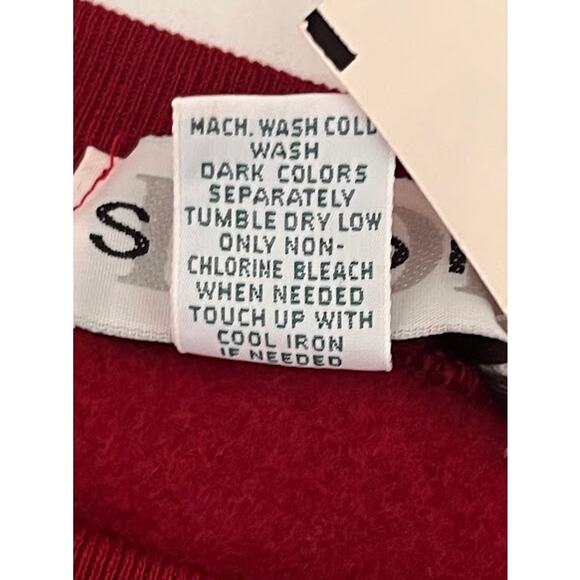 MACH. WASH COLD
WASH
DARK COLORS
SEPARATELY
TUMBLE DRY LOW
ONLY NON-
CHLORINE BLEACH
WHEN NEEDED
TOUCH UP WITH
COOL IRON
IF NEEDED